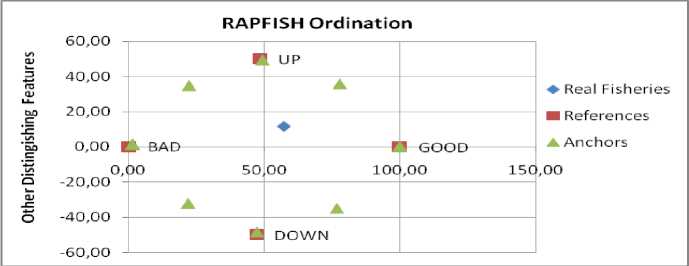 RAPFISH Ordination
Other Distingishing Features
60,00
40,00
20,00
0,00
-20,00
-40,00
-60,00
0,00
50,00
100,00
150,00
UP
BAD
GOOD
DOWN
Real Fisheries
References
Anchors